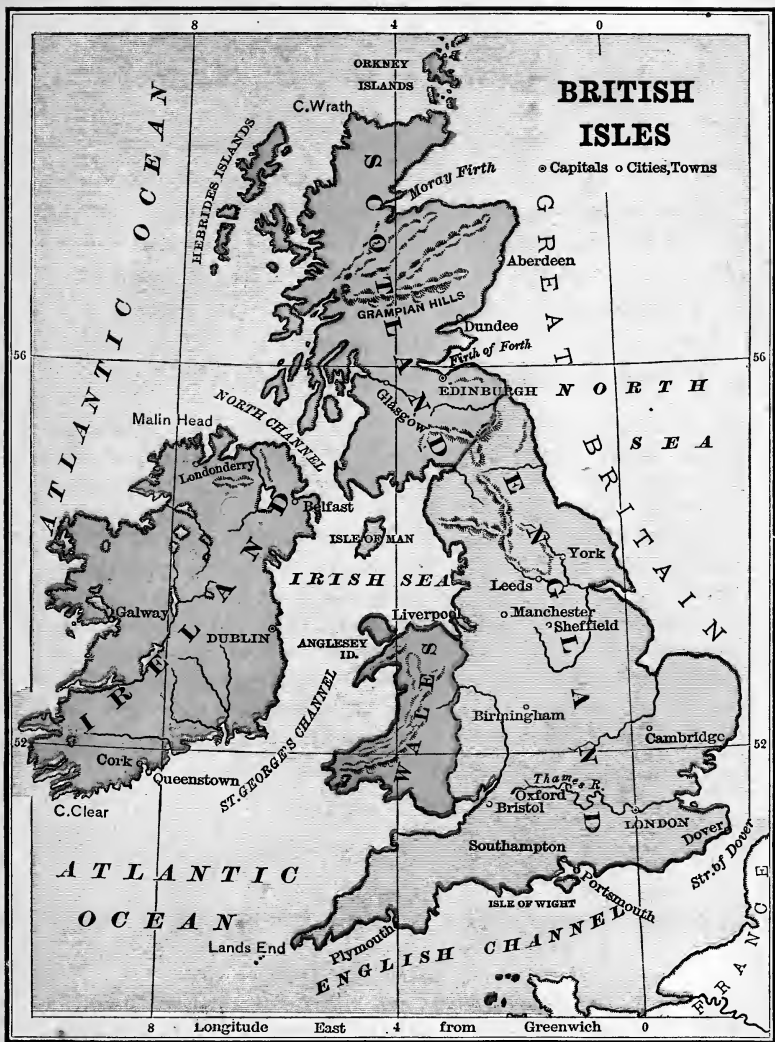 8 4 0
ORKNEY
ISLANDS
BRITISH
ISLES
Capitals Cities, Towns
C. Wrath
HEBRIDES ISLANDS
ATLANTIC OCEAN
SCOTLAND
Moray Firth
Aberdeen
GRAMPIAN HILLS
Dundee
Firth of Forth
GREAT BRITAIN
56
56
EDINBURGH
NORTH
SEA
Glasgow
NORTH CHANNEL
Malin Head
Londonderry
Belfast
ENGLAND
ISLE OF MAN
York
IRISH SEA
Leeds
IRELAND
Galway
Liverpool
Manchester
Sheffield
DUBLIN
ANGLESEY
ID.
WALES
ST. GEORGE'S CHANNEL
Birmingham
Cambridge
52
52
Cork
Queenstown
Thames R.
Oxford
Bristol
LONDON
C. Clear
Dover
Str. of Dover
Southampton
ATLANTIC
OCEAN
Portsmouth
ISLE OF WIGHT
Lands End
Plymouth
ENGLISH CHANNEL
FRANCE
8 Longitude East 4 from Greenwich 0